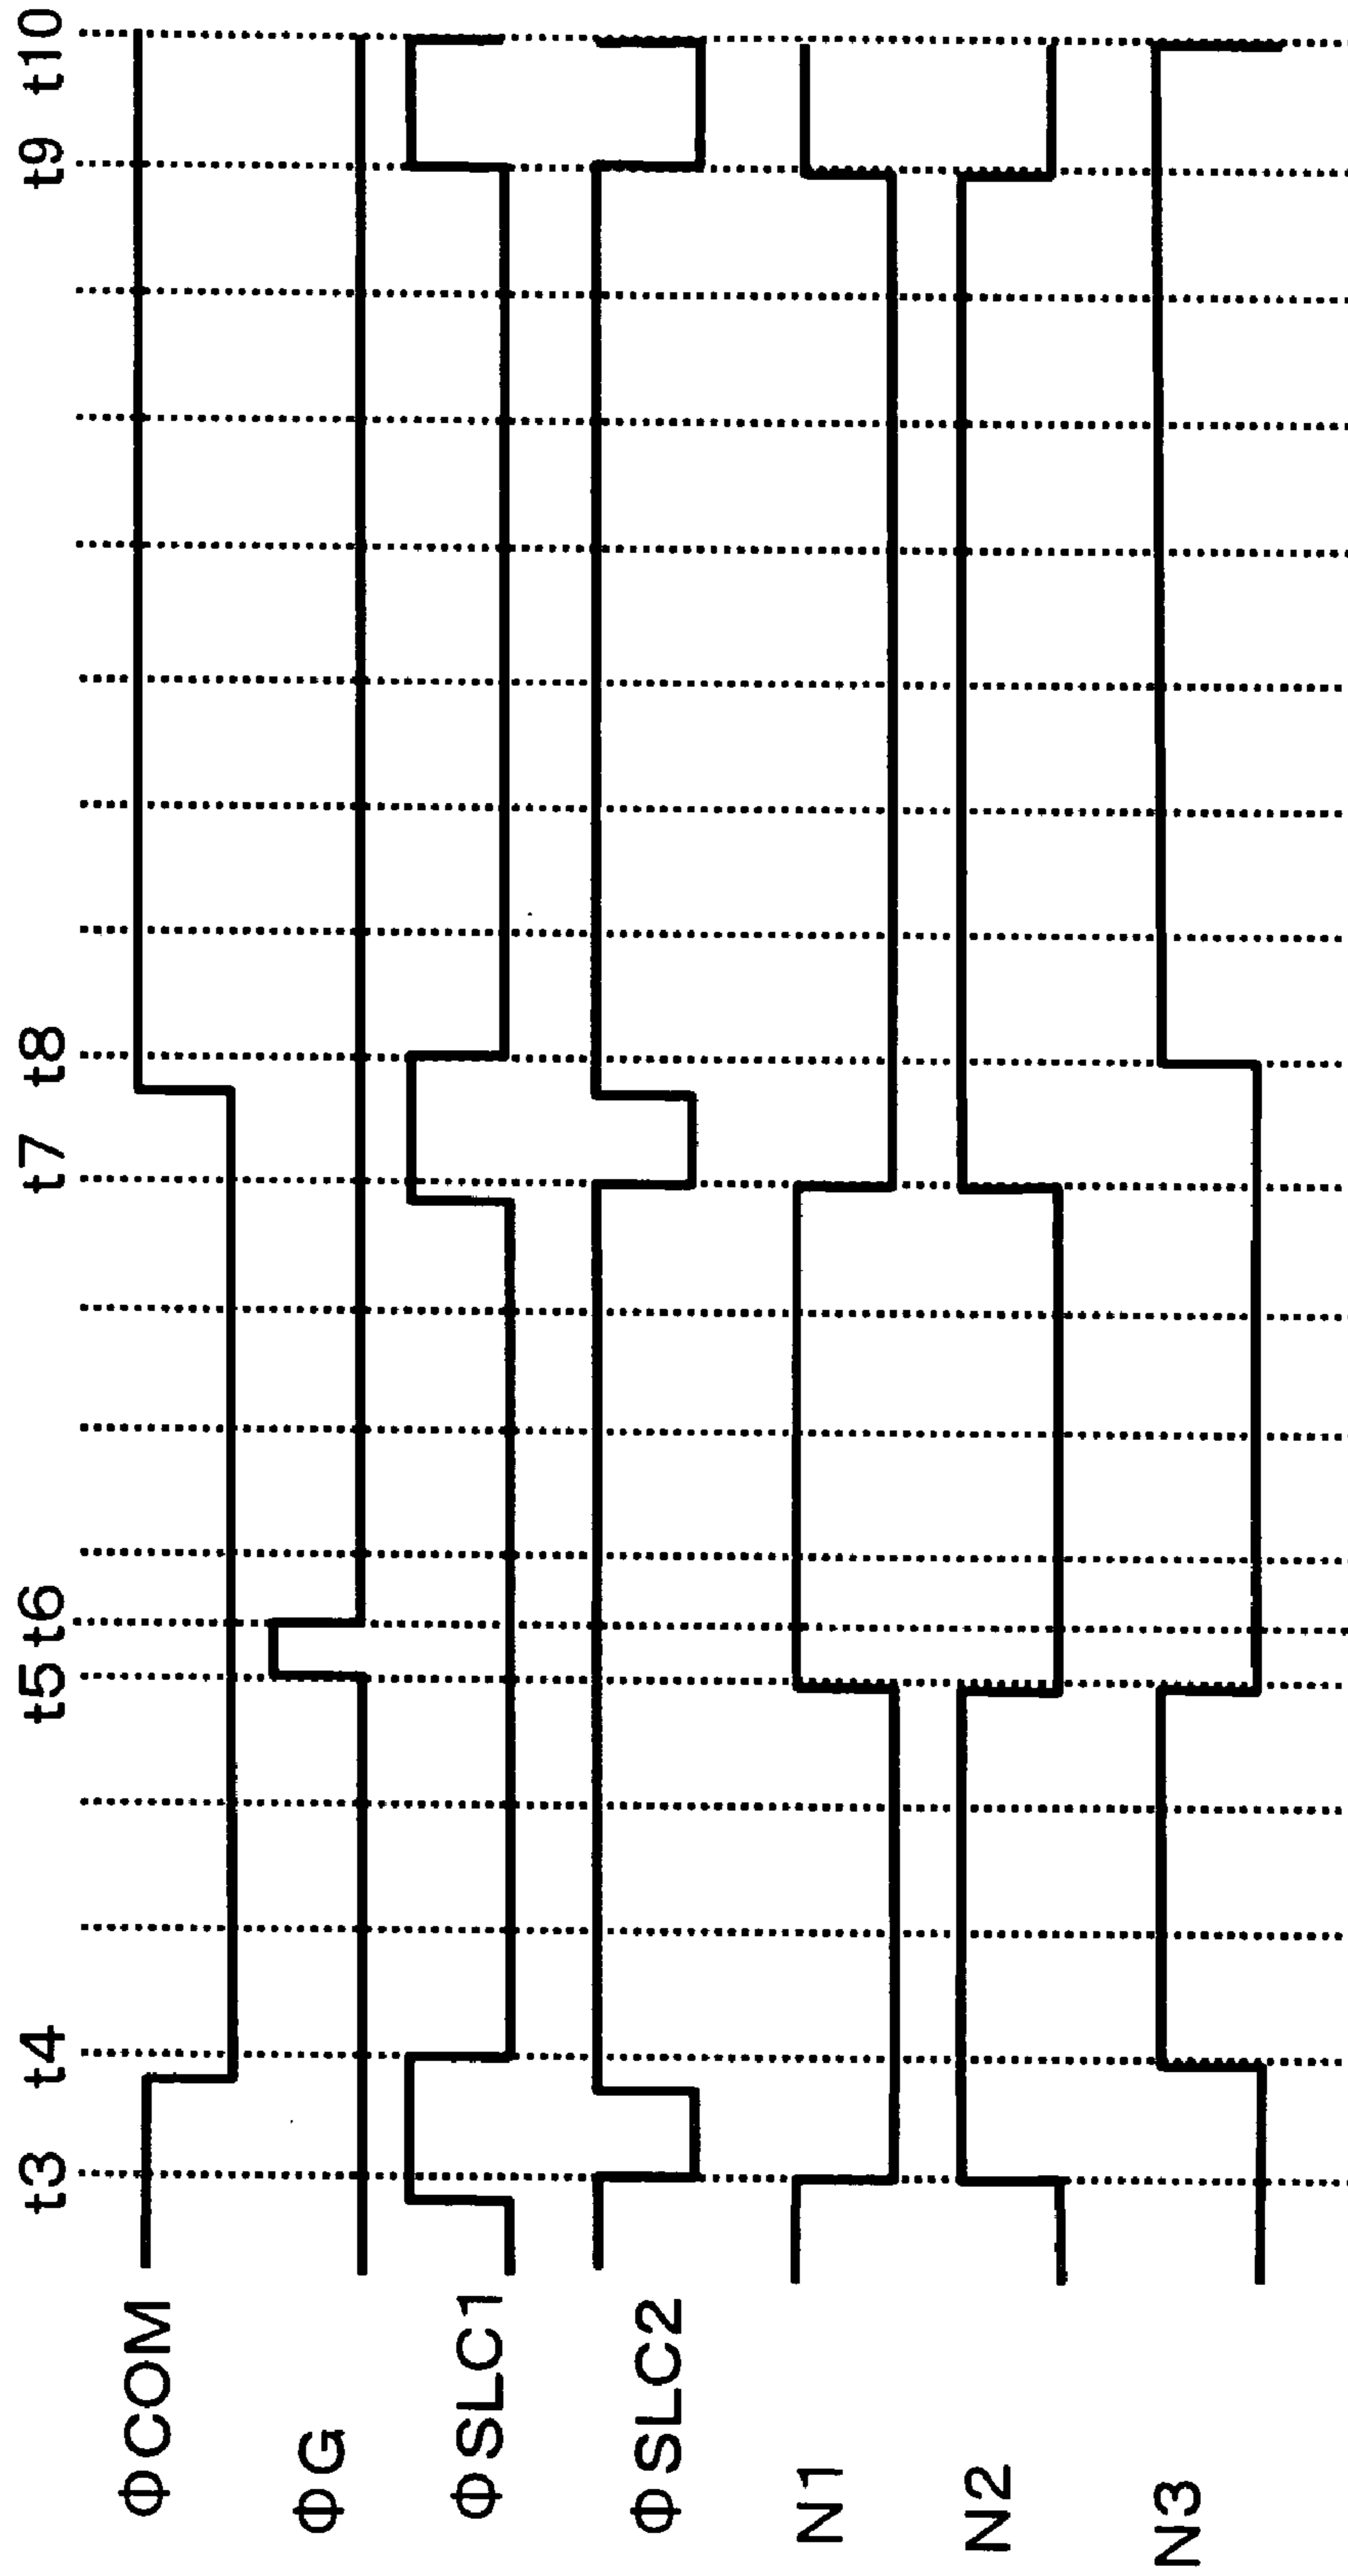 t3 t4 t5 t6 t7 t8 t9 t10
ΦCOM
ΦG
ΦSLC1
ΦSLC2
N1
N2
N3